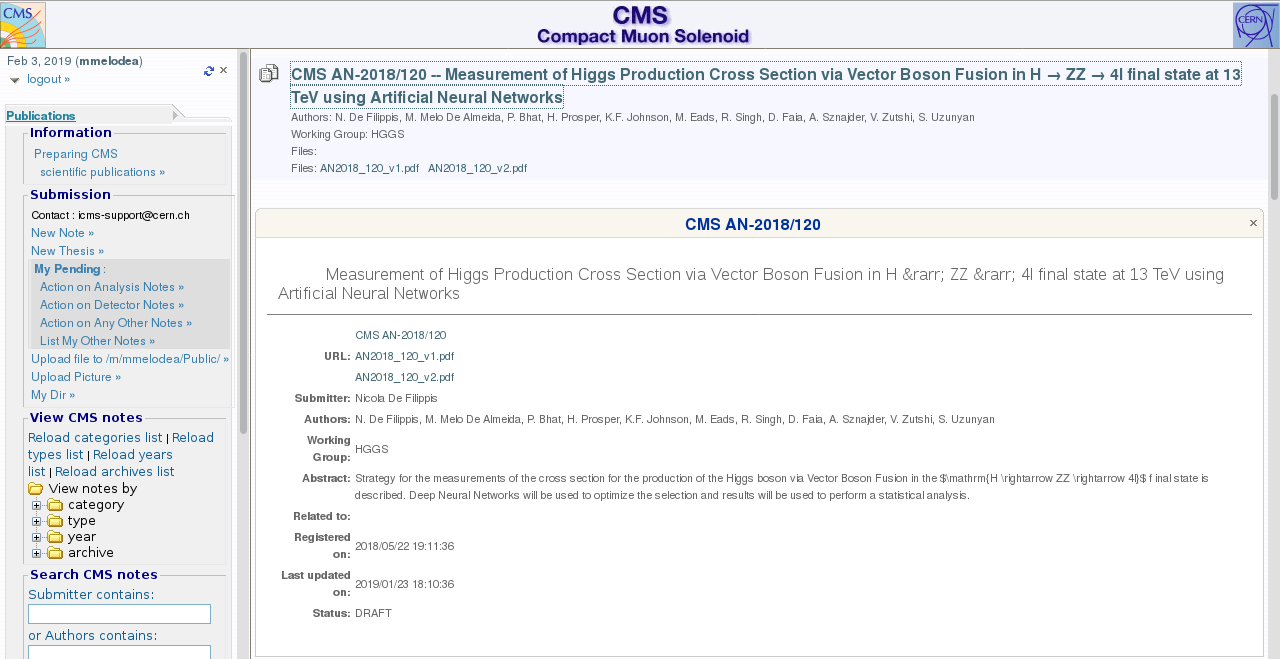 CMS
CMS
Compact Muon Solenoid
CERN
Feb 3, 2019 (mmelodea)
logout »
Publications
Information
Preparing CMS
scientific publications »
Submission
Contact : icms-support@cern.ch
New Note »
New Thesis »
My Pending :
Action on Analysis Notes »
Action on Detector Notes »
Action on Any Other Notes »
List My Other Notes »
Upload file to /m/mmelodea/Public/ »
Upload Picture »
My Dir »
View CMS notes
Reload categories list | Reload
types list | Reload years
list | Reload archives list
View notes by
category
type
year
archive
Search CMS notes
Submitter contains:
or Authors contains:
CMS AN-2018/120 -- Measurement of Higgs Production Cross Section via Vector Boson Fusion in H → ZZ → 4l final state at 13
TeV using Artificial Neural Networks
Authors: N. De Filippis, M. Melo De Almeida, P. Bhat, H. Prosper, K.F. Johnson, M. Eads, R. Singh, D. Faia, A. Sznajder, V. Zutshi, S. Uzunyan
Working Group: HGGS
Files:
Files: AN2018_120_v1.pdf AN2018_120_v2.pdf
CMS AN-2018/120
Measurement of Higgs Production Cross Section via Vector Boson Fusion in H &rarr; ZZ &rarr; 4l final state at 13 TeV using
Artificial Neural Networks
CMS AN-2018/120
URL: AN2018_120_v1.pdf
AN2018_120_v2.pdf
Submitter: Nicola De Filippis
Authors: N. De Filippis, M. Melo De Almeida, P. Bhat, H. Prosper, K.F. Johnson, M. Eads, R. Singh, D. Faia, A. Sznajder, V. Zutshi, S. Uzunyan
Working
Group: HGGS
Abstract: Strategy for the measurements of the cross section for the production of the Higgs boson via Vector Boson Fusion in the $\mathrm{H \rightarrow ZZ \rightarrow 4l}$ f inal state is
described. Deep Neural Networks will be used to optimize the selection and results will be used to perform a statistical analysis.
Related to:
Registered
on: 2018/05/22 19:11:36
Last updated
on: 2019/01/23 18:10:36
Status: DRAFT